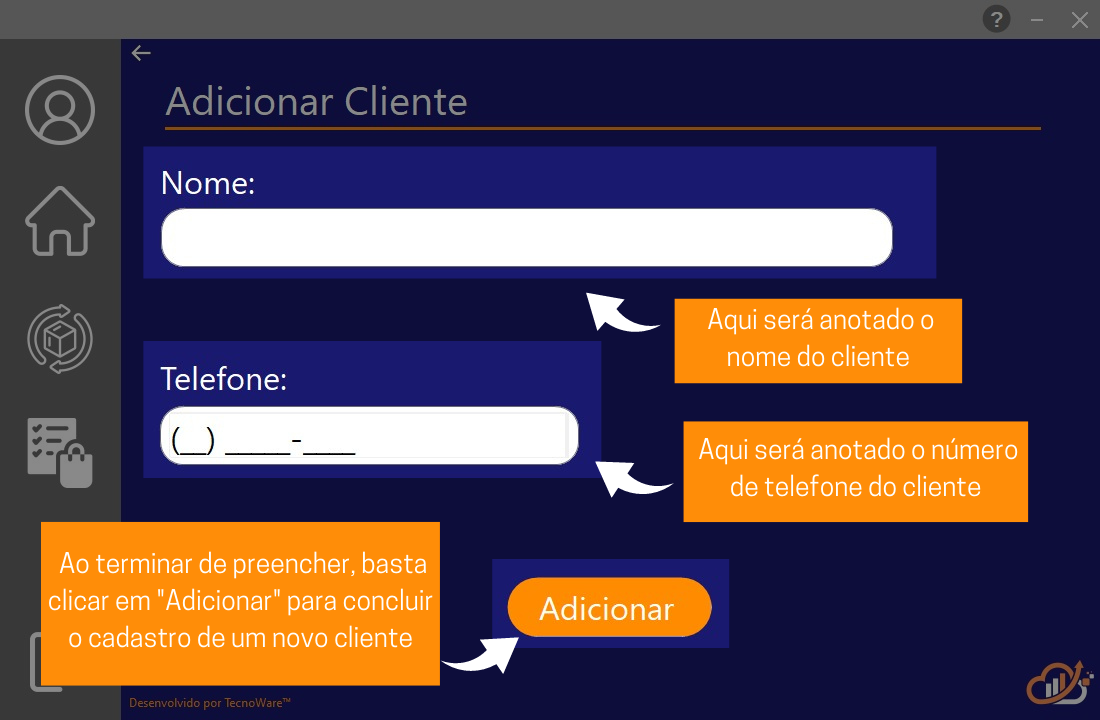 ?
Adicionar Cliente
Nome:
Aqui será anotado o
nome do cliente
Telefone:
(__) _____-____
Aqui será anotado o número
de telefone do cliente
Ao terminar de preencher, basta
clicar em "Adicionar" para concluir
o cadastro de um novo cliente
Adicionar
Desenvolvido por TecnoWare™